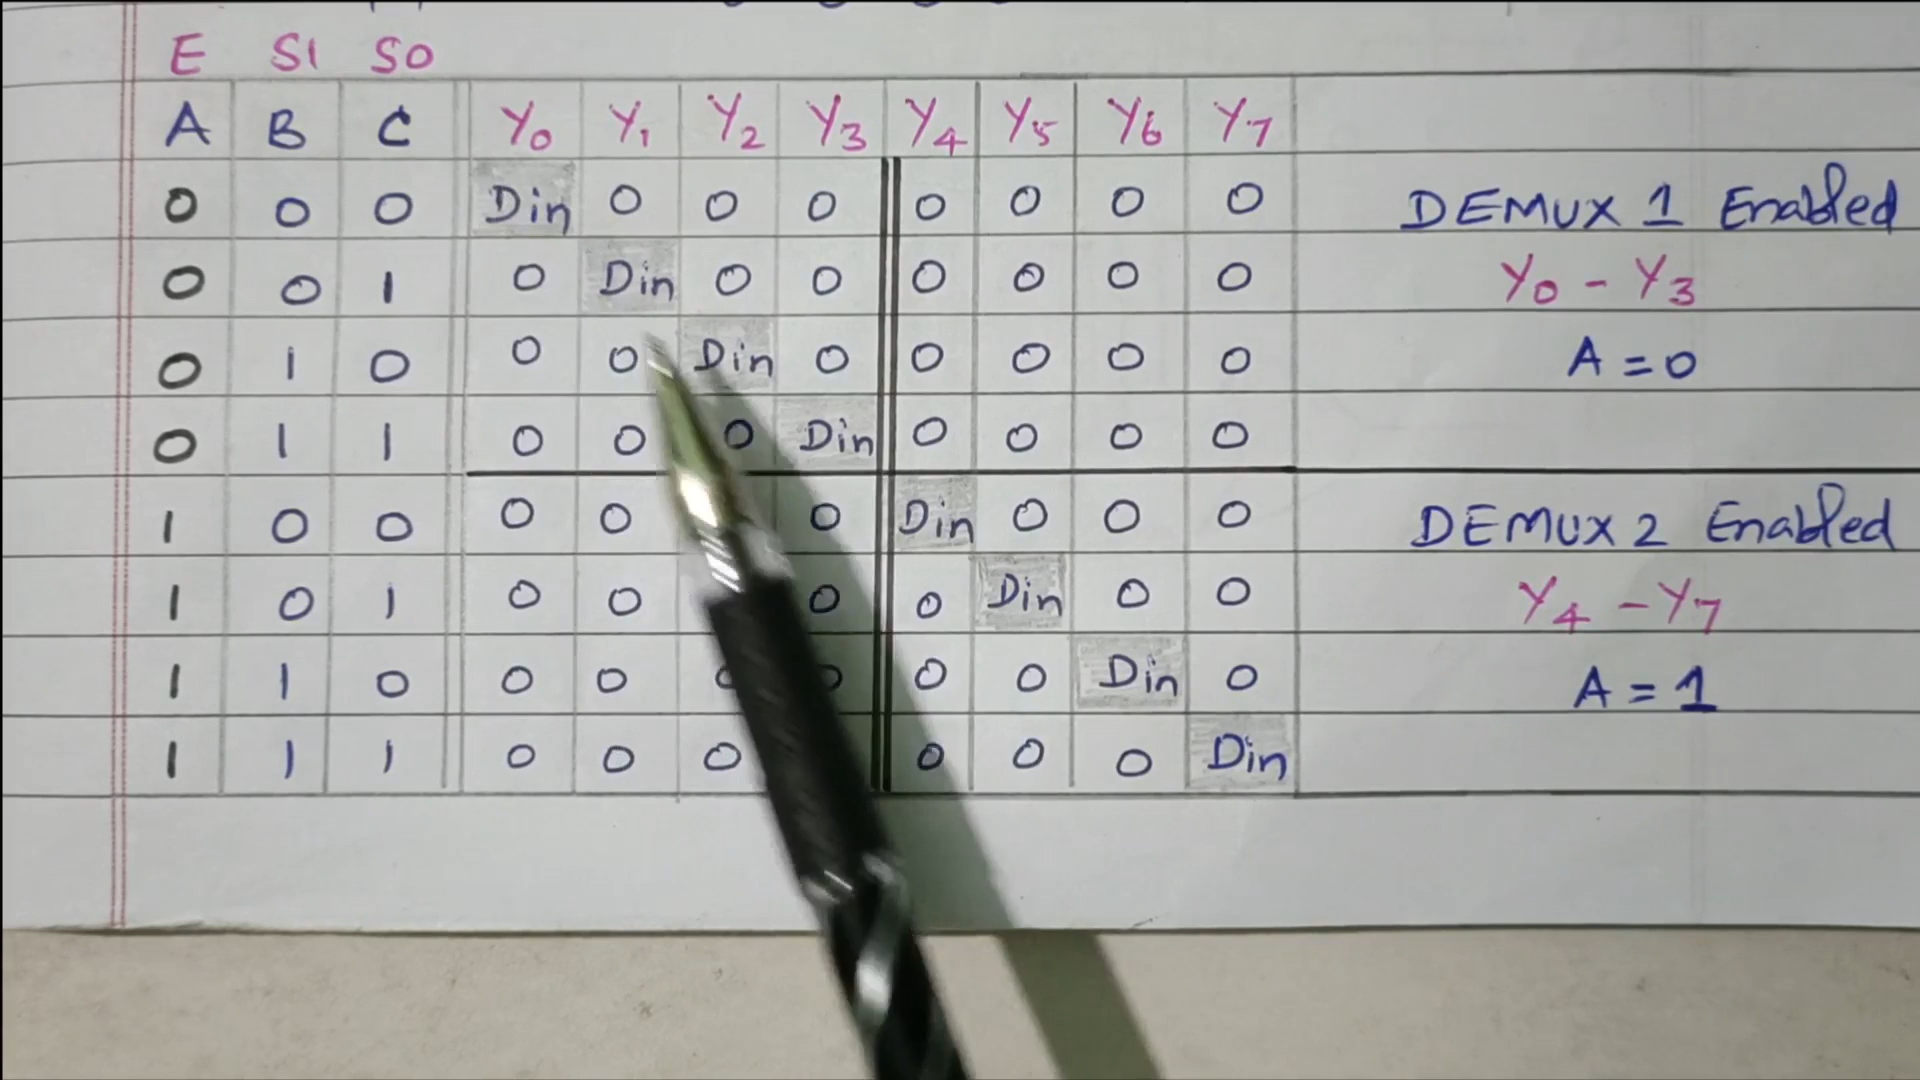 E S1 S0
A B C Y0 Y1 Y2 Y3 Y4 Y5 Y6 Y7
0 0 0 Din 0 0 0 0 0 0 0 DEMUX 1 Enabled
0 0 1 0 Din 0 0 0 0 0 0 Y0 - Y3
0 1 0 0 0 Din 0 0 0 0 0 A = 0
0 1 1 0 0 0 Din 0 0 0 0
1 0 0 0 0 0 Din 0 0 0 DEMUX 2 Enabled
1 0 1 0 0 0 0 Din 0 0 Y4 - Y7
1 1 0 0 0 0 0 0 0 Din 0 A = 1
1 1 1 0 0 0 0 0 0 Din